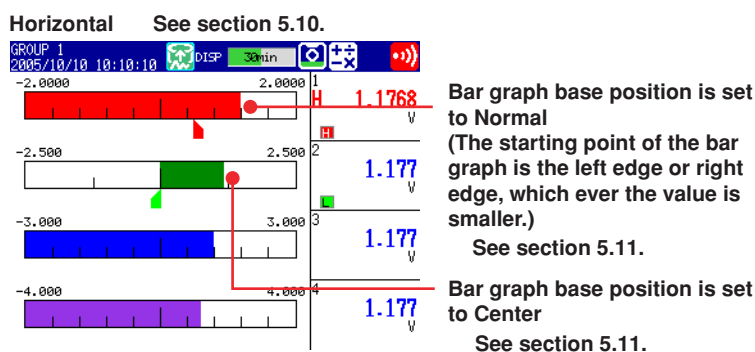 Horizontal See section 5.10.
GROUP 1
2005/10/10 10:10:10 DISP 30min
-2.0000 2.0000 1
H 1.1768
V
H
-2.500 2.500 2
1.177
V
L
-3.000 3.000 3
1.177
V
-4.000 4.000 4
1.177
V
Bar graph base position is set
to Normal
(The starting point of the bar
graph is the left edge or right
edge, which ever the value is
smaller.)
See section 5.11.
Bar graph base position is set
to Center
See section 5.11.